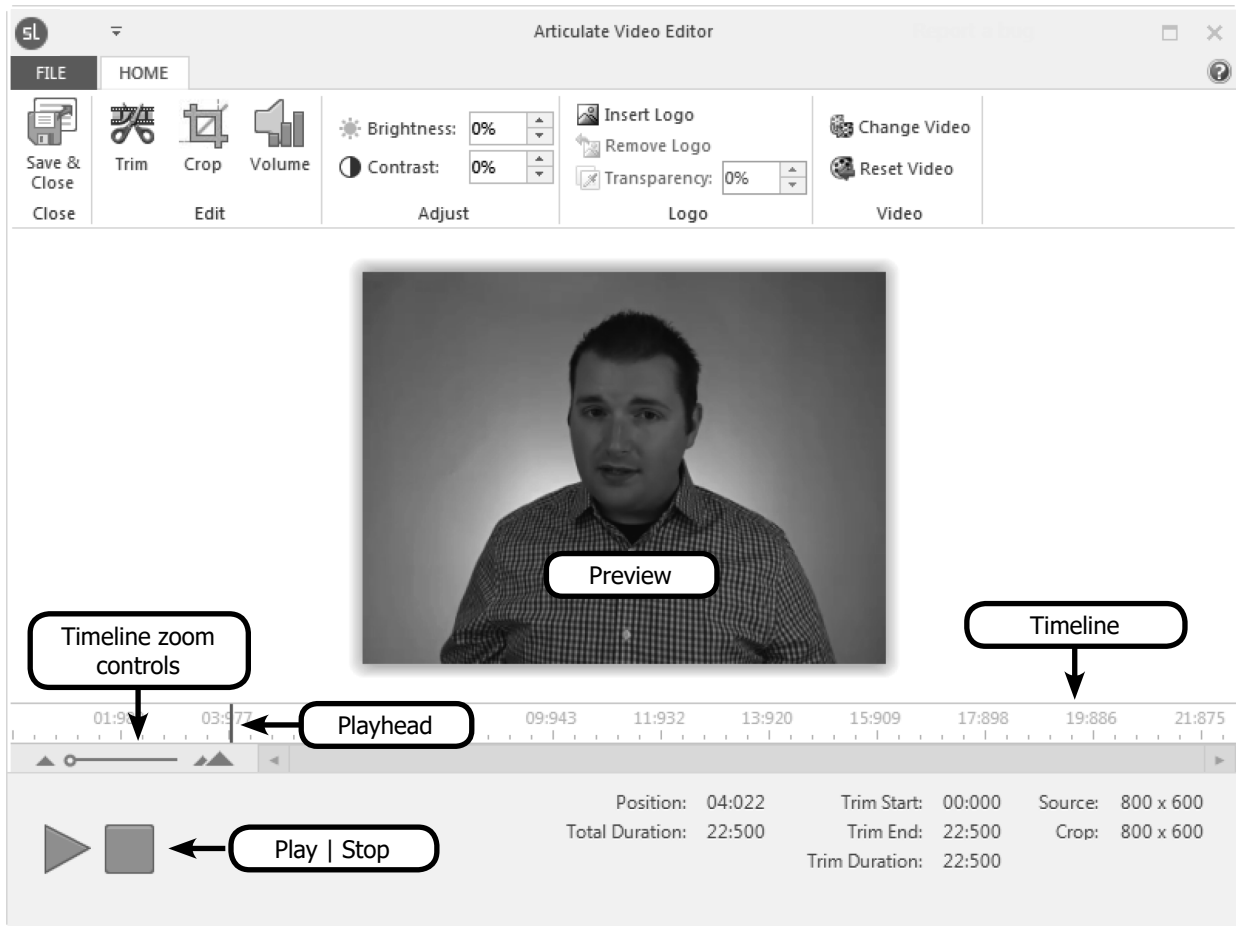 sL
Articulate Video Editor
FILE HOME
Save & Close
Trim
Crop
Volume
Brightness: 0%
Contrast: 0%
Insert Logo
Remove Logo
Transparency: 0%
Change Video
Reset Video
Close Edit Adjust Logo Video
Preview
Timeline zoom
controls
Timeline
03:977 09:943 11:932 13:920 15:909 17:898 19:886 21:875
Playhead
Position: 04:022 Trim Start: 00:000 Source: 800 x 600
Total Duration: 22:500 Trim End: 22:500 Crop: 800 x 600
Trim Duration: 22:500
Play | Stop